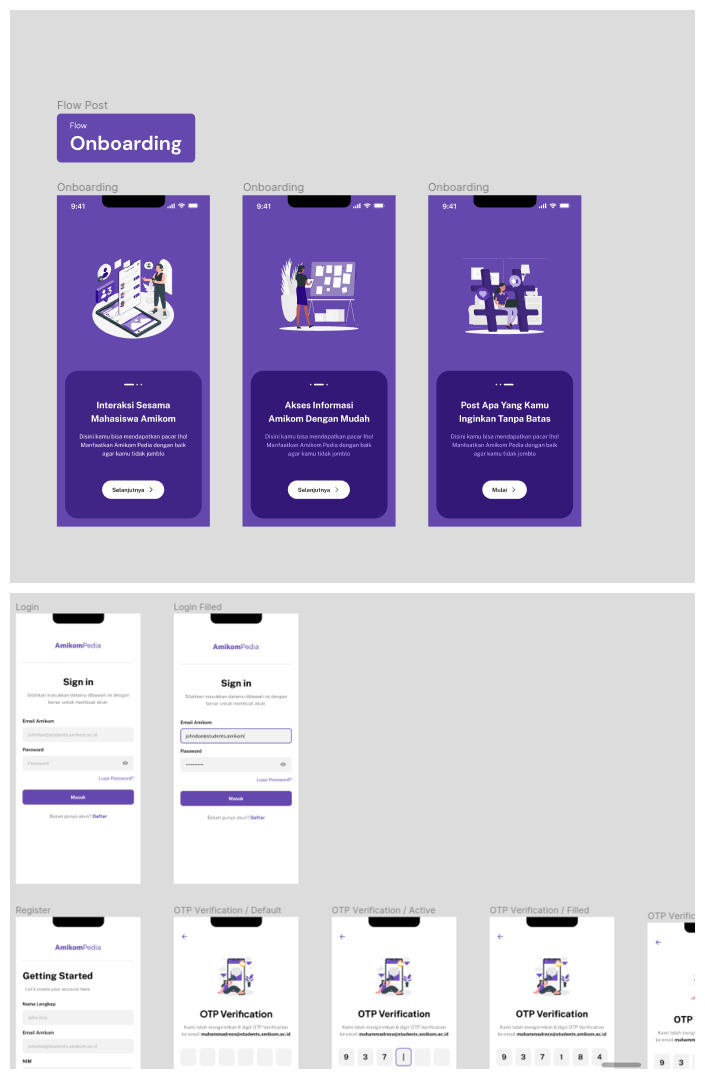 Flow Post
Flow
Onboarding
Onboarding
Onboarding
Onboarding
9:41
9:41
9:41
3
Interaksi Sesama
Mahasiswa Amikom
Disini kamu bisa mendapatkan pacar lho!
Manfaatkan Amikom Pedia dengan baik
agar kamu tidak jomblo
Selanjutnya
Akses Informasi
Amikom Dengan Mudah
Disini kamu bisa mendapatkan pacar lho!
Manfaatkan Amikom Pedia dengan baik
agar kamu tidak jomblo
Selanjutnya
Post Apa Yang Kamu
Inginkan Tanpa Batas
Disini kamu bisa mendapatkan pacar lho!
Manfaatkan Amikom Pedia dengan baik
agar kamu tidak jomblo
Mulai
Login
AmikomPedia
Sign in
Silahkan masukkan datamu dibawah ini dengan
benar untuk membuat akun.
Email Amikom
johndoe@students.amikom.ac.id
Password
Password
Lupa Password?
Masuk
Belum punya akun? Daftar
Login Filled
AmikomPedia
Sign in
Silahkan masukkan datamu dibawah ini dengan
benar untuk membuat akun.
Email Amikom
johndoe@students.amikom
Password
Lupa Password?
Masuk
Belum punya akun? Daftar
Register
AmikomPedia
Getting Started
Let's create your account here
Nama Lengkap
John Doe
Email Amikom
johndoe@students.amikom.ac.id
NIM
OTP Verification / Default
OTP Verification
Kami telah mengirimkan 6 digit OTP Verification
ke email muhammadreza@students.amikom.ac.id
OTP Verification / Active
OTP Verification
Kami telah mengirimkan 6 digit OTP Verification
ke email muhammadreza@students.amikom.ac.id
9 3 7
OTP Verification / Filled
OTP Verification
Kami telah mengirimkan 6 digit OTP Verification
ke email muhammadreza@students.amikom.ac.id
9 3 7 1 8 4
OTP Verific
OTP
Kami telah
ke email muhamm
9 3